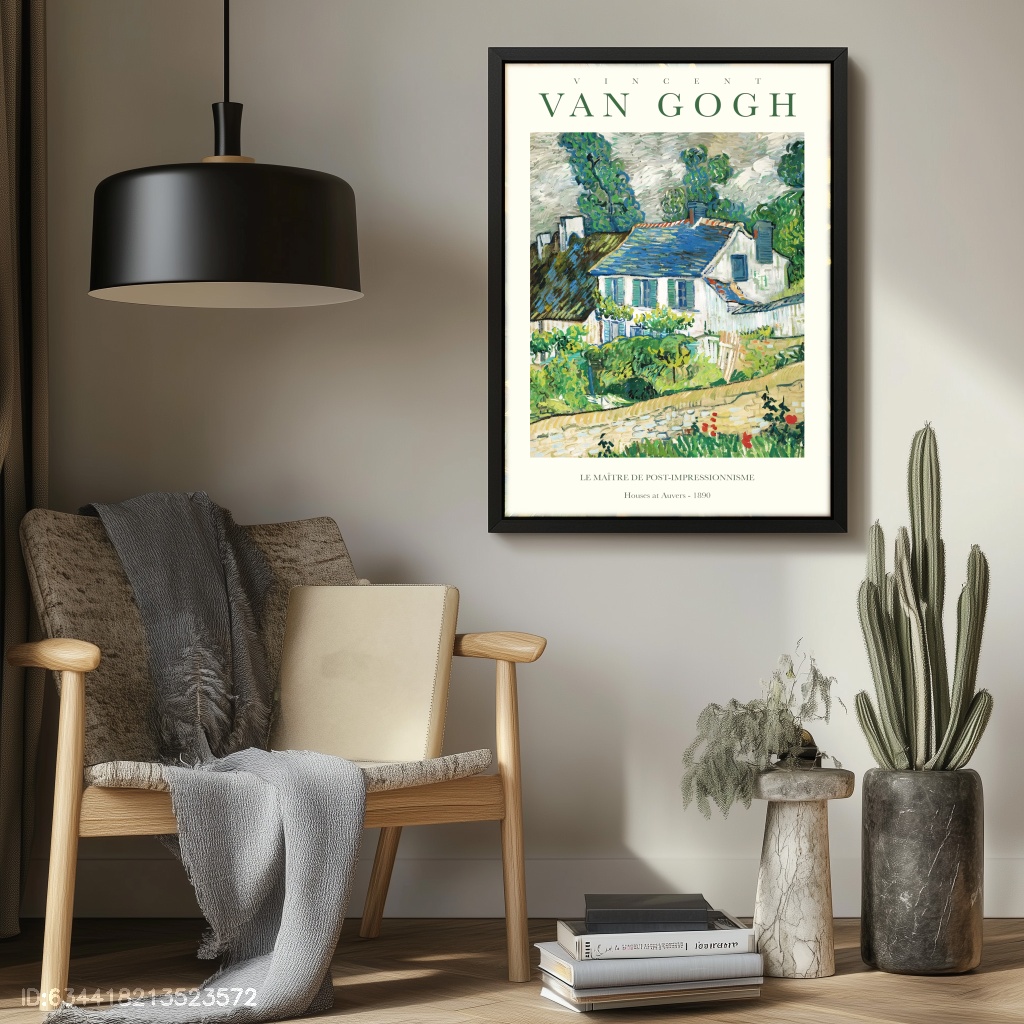 VINCENT
VAN GOGH
LE MAÎTRE DE POST-IMPRESSIONNISME
Houses at Auvers - 1890
ID:634418213523572